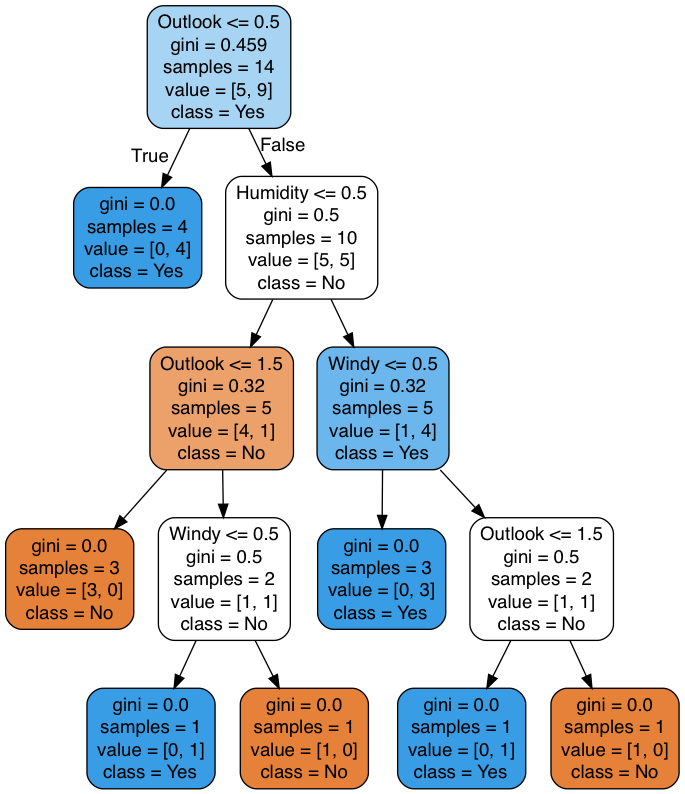 Outlook <= 0.5
gini = 0.459
samples = 14
value = [5, 9]
class = Yes
True
False
gini = 0.0
samples = 4
value = [0, 4]
class = Yes
Humidity <= 0.5
gini = 0.5
samples = 10
value = [5, 5]
class = No
Outlook <= 1.5
gini = 0.32
samples = 5
value = [4, 1]
class = No
Windy <= 0.5
gini = 0.32
samples = 5
value = [1, 4]
class = Yes
gini = 0.0
samples = 3
value = [3, 0]
class = No
Windy <= 0.5
gini = 0.5
samples = 2
value = [1, 1]
class = No
gini = 0.0
samples = 3
value = [0, 3]
class = Yes
Outlook <= 1.5
gini = 0.5
samples = 2
value = [1, 1]
class = No
gini = 0.0
samples = 1
value = [0, 1]
class = Yes
gini = 0.0
samples = 1
value = [1, 0]
class = No
gini = 0.0
samples = 1
value = [0, 1]
class = Yes
gini = 0.0
samples = 1
value = [1, 0]
class = No